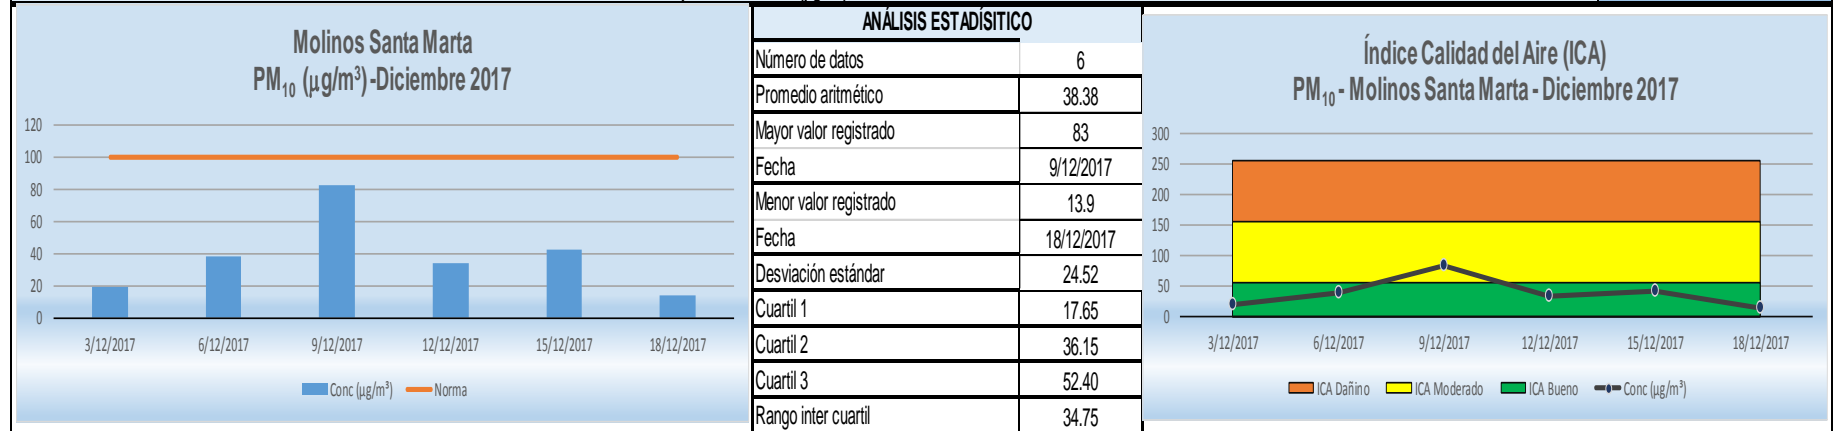 Molinos Santa Marta
PM₁₀ (µg/m³) -Diciembre 2017
120
100
80
60
40
20
0
3/12/2017 6/12/2017 9/12/2017 12/12/2017 15/12/2017 18/12/2017
Conc (µg/m³) Norma
ANÁLISIS ESTADÍSITICO
Número de datos 6
Promedio aritmético 38.38
Mayor valor registrado 83
Fecha 9/12/2017
Menor valor registrado 13.9
Fecha 18/12/2017
Desviación estándar 24.52
Cuartil 1 17.65
Cuartil 2 36.15
Cuartil 3 52.40
Rango inter cuartil 34.75
Índice Calidad del Aire (ICA)
PM₁₀ - Molinos Santa Marta - Diciembre 2017
300
250
200
150
100
50
0
3/12/2017 6/12/2017 9/12/2017 12/12/2017 15/12/2017 18/12/2017
ICA Dañino ICA Moderado ICA Bueno Conc (µg/m³)